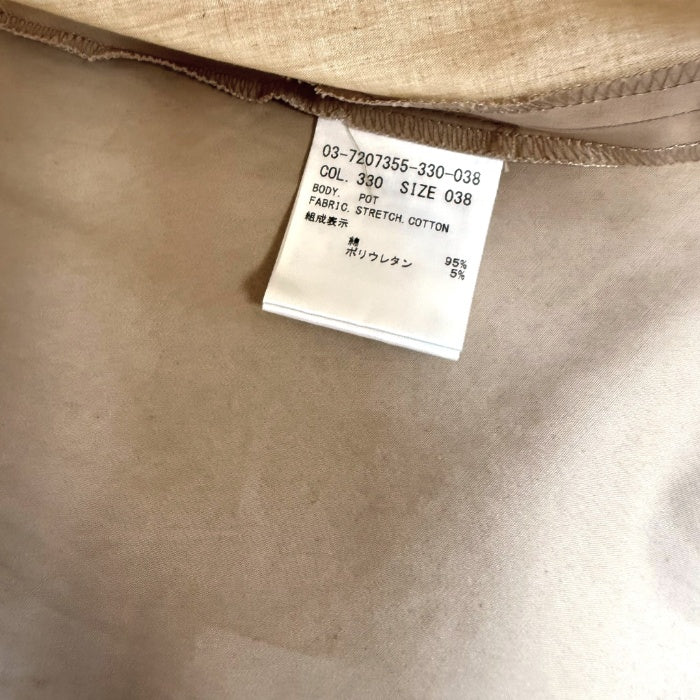 03-7207355-330-038
COL. 330 SIZE 038
BODY. POT
FABRIC. STRETCH. COTTON
組成表示
綿 95%
ポリウレタン 5%